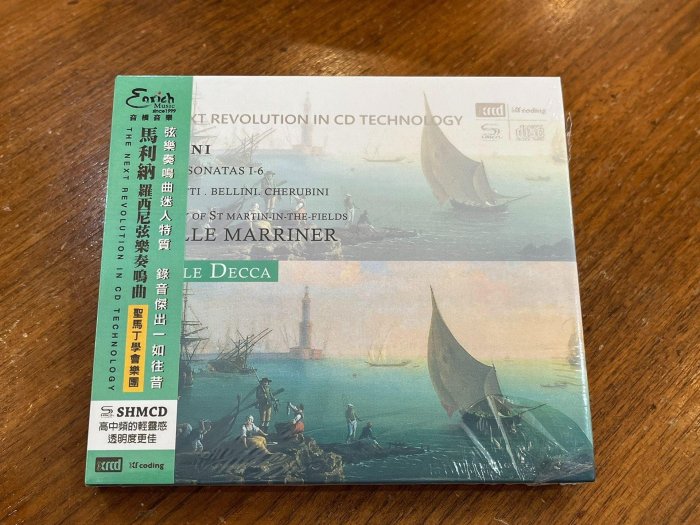 Enrich
Music
since1999
音橋音樂
弦樂奏鳴曲迷人特質 錄音傑出一如往昔
馬利納 羅西尼弦樂奏鳴曲
THE NEXT REVOLUTION IN CD TECHNOLOGY
聖馬丁學會樂團
SHMCD
高中頻的輕靈感
透明度更佳
xrcd
K2 coding
XT REVOLUTION IN CD TECHNOLOGY
xrcd
K2 coding
NI
SONATAS 1-6
TI . BELLINI. CHERUBINI
Y OF ST MARTIN-IN-THE-FIELDS
LLE MARRINER
LE DECCA